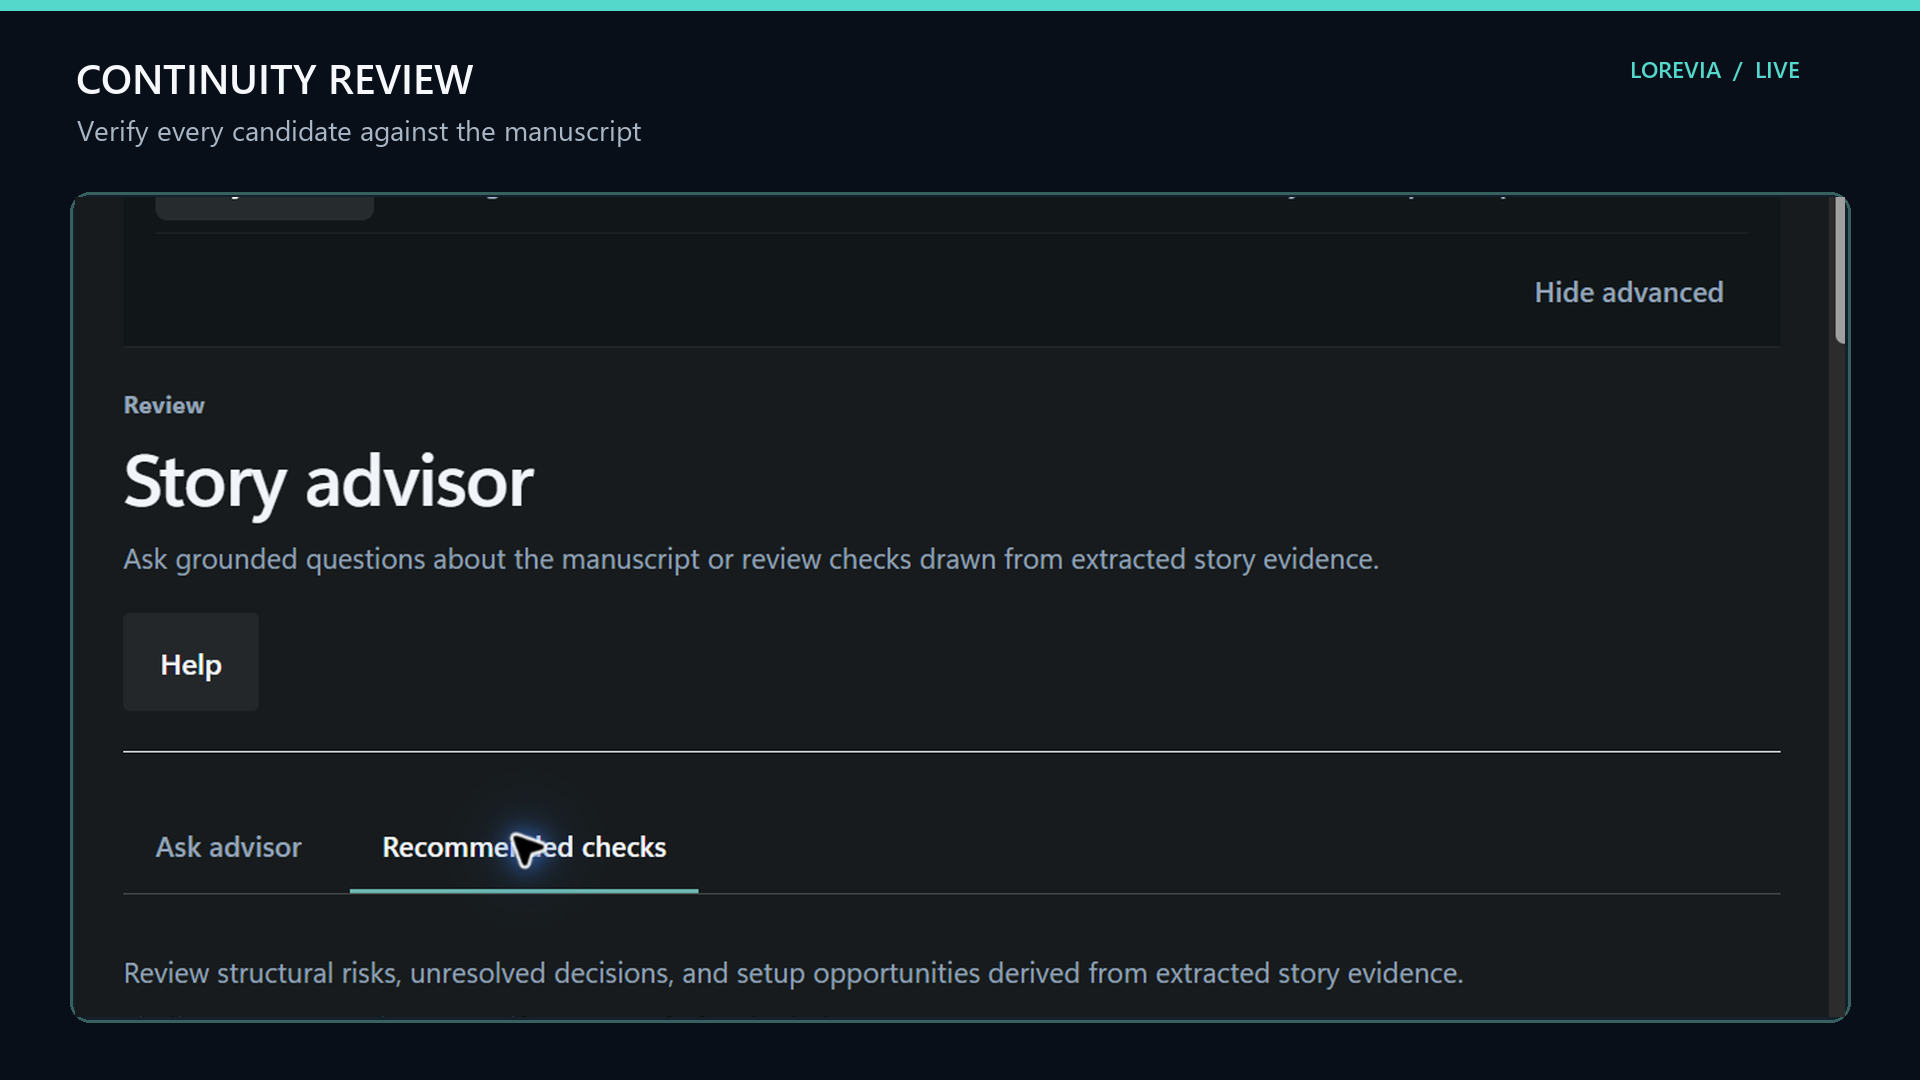 CONTINUITY REVIEW
LOREVIA / LIVE
Verify every candidate against the manuscript
Hide advanced
Review
Story advisor
Ask grounded questions about the manuscript or review checks drawn from extracted story evidence.
Help
Ask advisor
Recommended checks
Review structural risks, unresolved decisions, and setup opportunities derived from extracted story evidence.